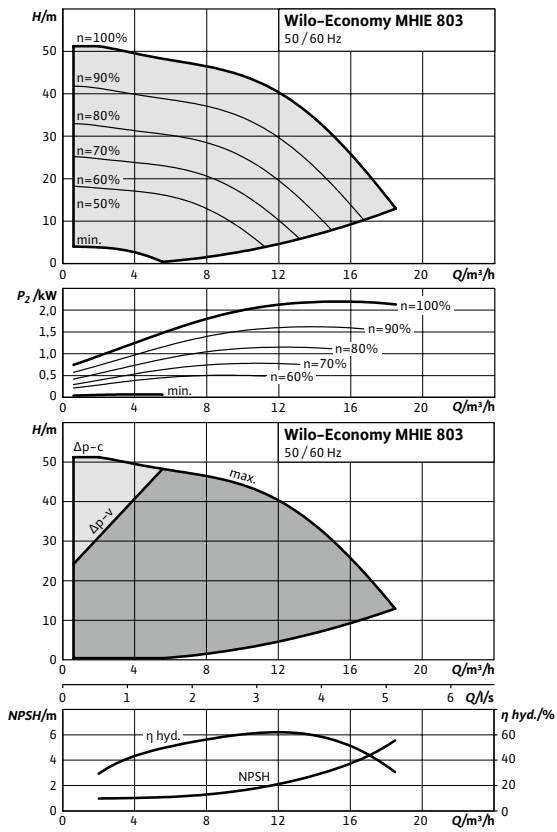 H/m
Wilo-Economy MHIE 803
50 / 60 Hz
n=100%
50
n=90%
40
n=80%
30
n=70%
20
n=60%
n=50%
10
min.
0
0 4 8 12 16 20 Q/m³/h
P₂ /kW
2,0
n=100%
1,5
n=90%
1,0
n=80%
n=70%
0,5
n=60%
min.
0
0 4 8 12 16 20 Q/m³/h
H/m
Wilo-Economy MHIE 803
50 / 60 Hz
Δp-c
50
max.
40
Δp-v
30
20
10
0
0 4 8 12 16 20 Q/m³/h
0 1 2 3 4 5 6 Q/l/s
NPSH/m
η hyd./%
6 60
η hyd.
4 40
NPSH
2 20
0 0
0 4 8 12 16 20 Q/m³/h